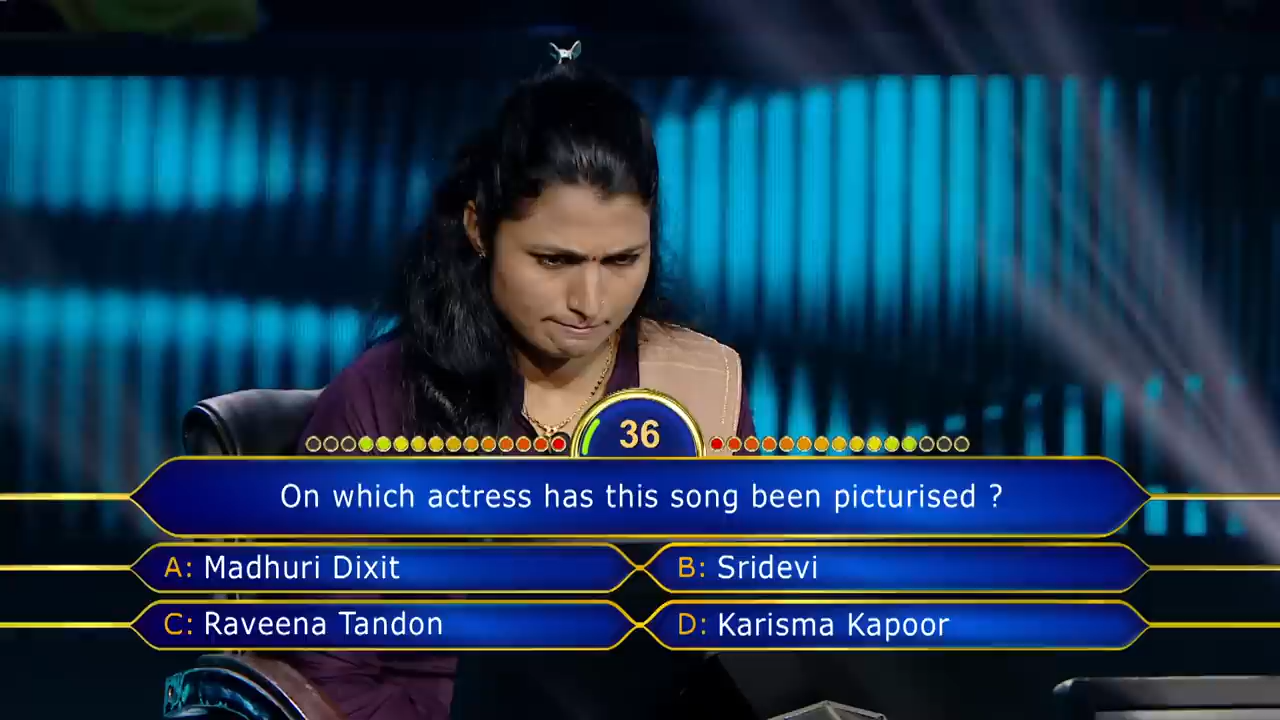 36
On which actress has this song been picturised ?
A: Madhuri Dixit
B: Sridevi
C: Raveena Tandon
D: Karisma Kapoor